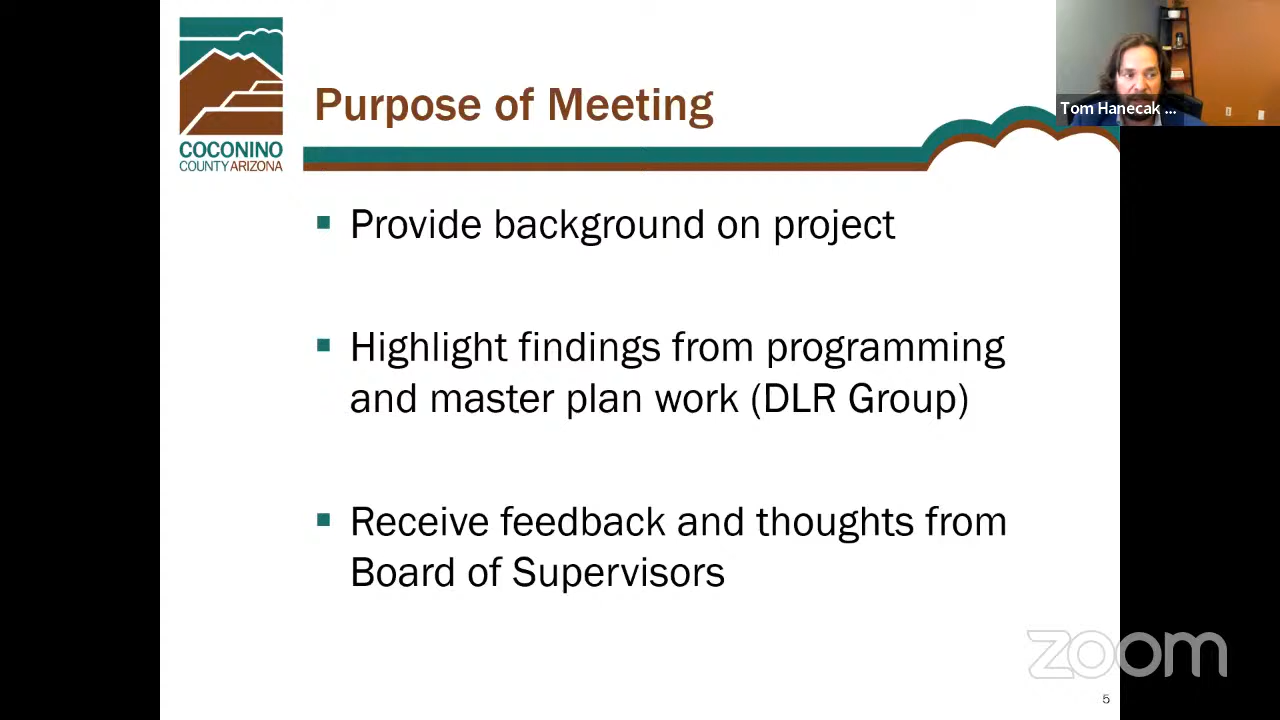 COCONINO
COUNTY ARIZONA
Purpose of Meeting
Tom Hanecak ...
Provide background on project
Highlight findings from programming
and master plan work (DLR Group)
Receive feedback and thoughts from
Board of Supervisors
zoom
5